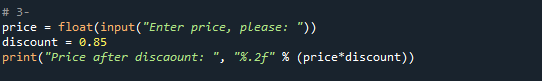 # 3-
price = float(input("Enter price, please: "))
discount = 0.85
print("Price after discaount: ", "%.2f" % (price*discount))